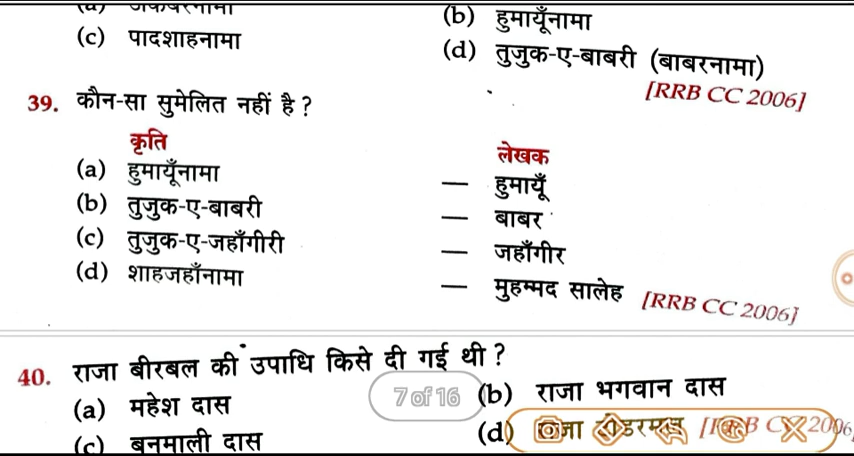 (b) हुमायूँनामा
(c) पादशाहनामा (d) तुजुक-ए-बाबरी (बाबरनामा)
[RRB CC 2006]
39. कौन-सा सुमेलित नहीं है ?
कृति लेखक
(a) हुमायूँनामा — हुमायूँ
(b) तुजुक-ए-बाबरी — बाबर
(c) तुजुक-ए-जहाँगीरी — जहाँगीर
(d) शाहजहाँनामा — मुहम्मद सालेह [RRB CC 2006]
40. राजा बीरबल की उपाधि किसे दी गई थी ?
7 of 16
(a) महेश दास (b) राजा भगवान दास
(c) बनमाली दास (d)